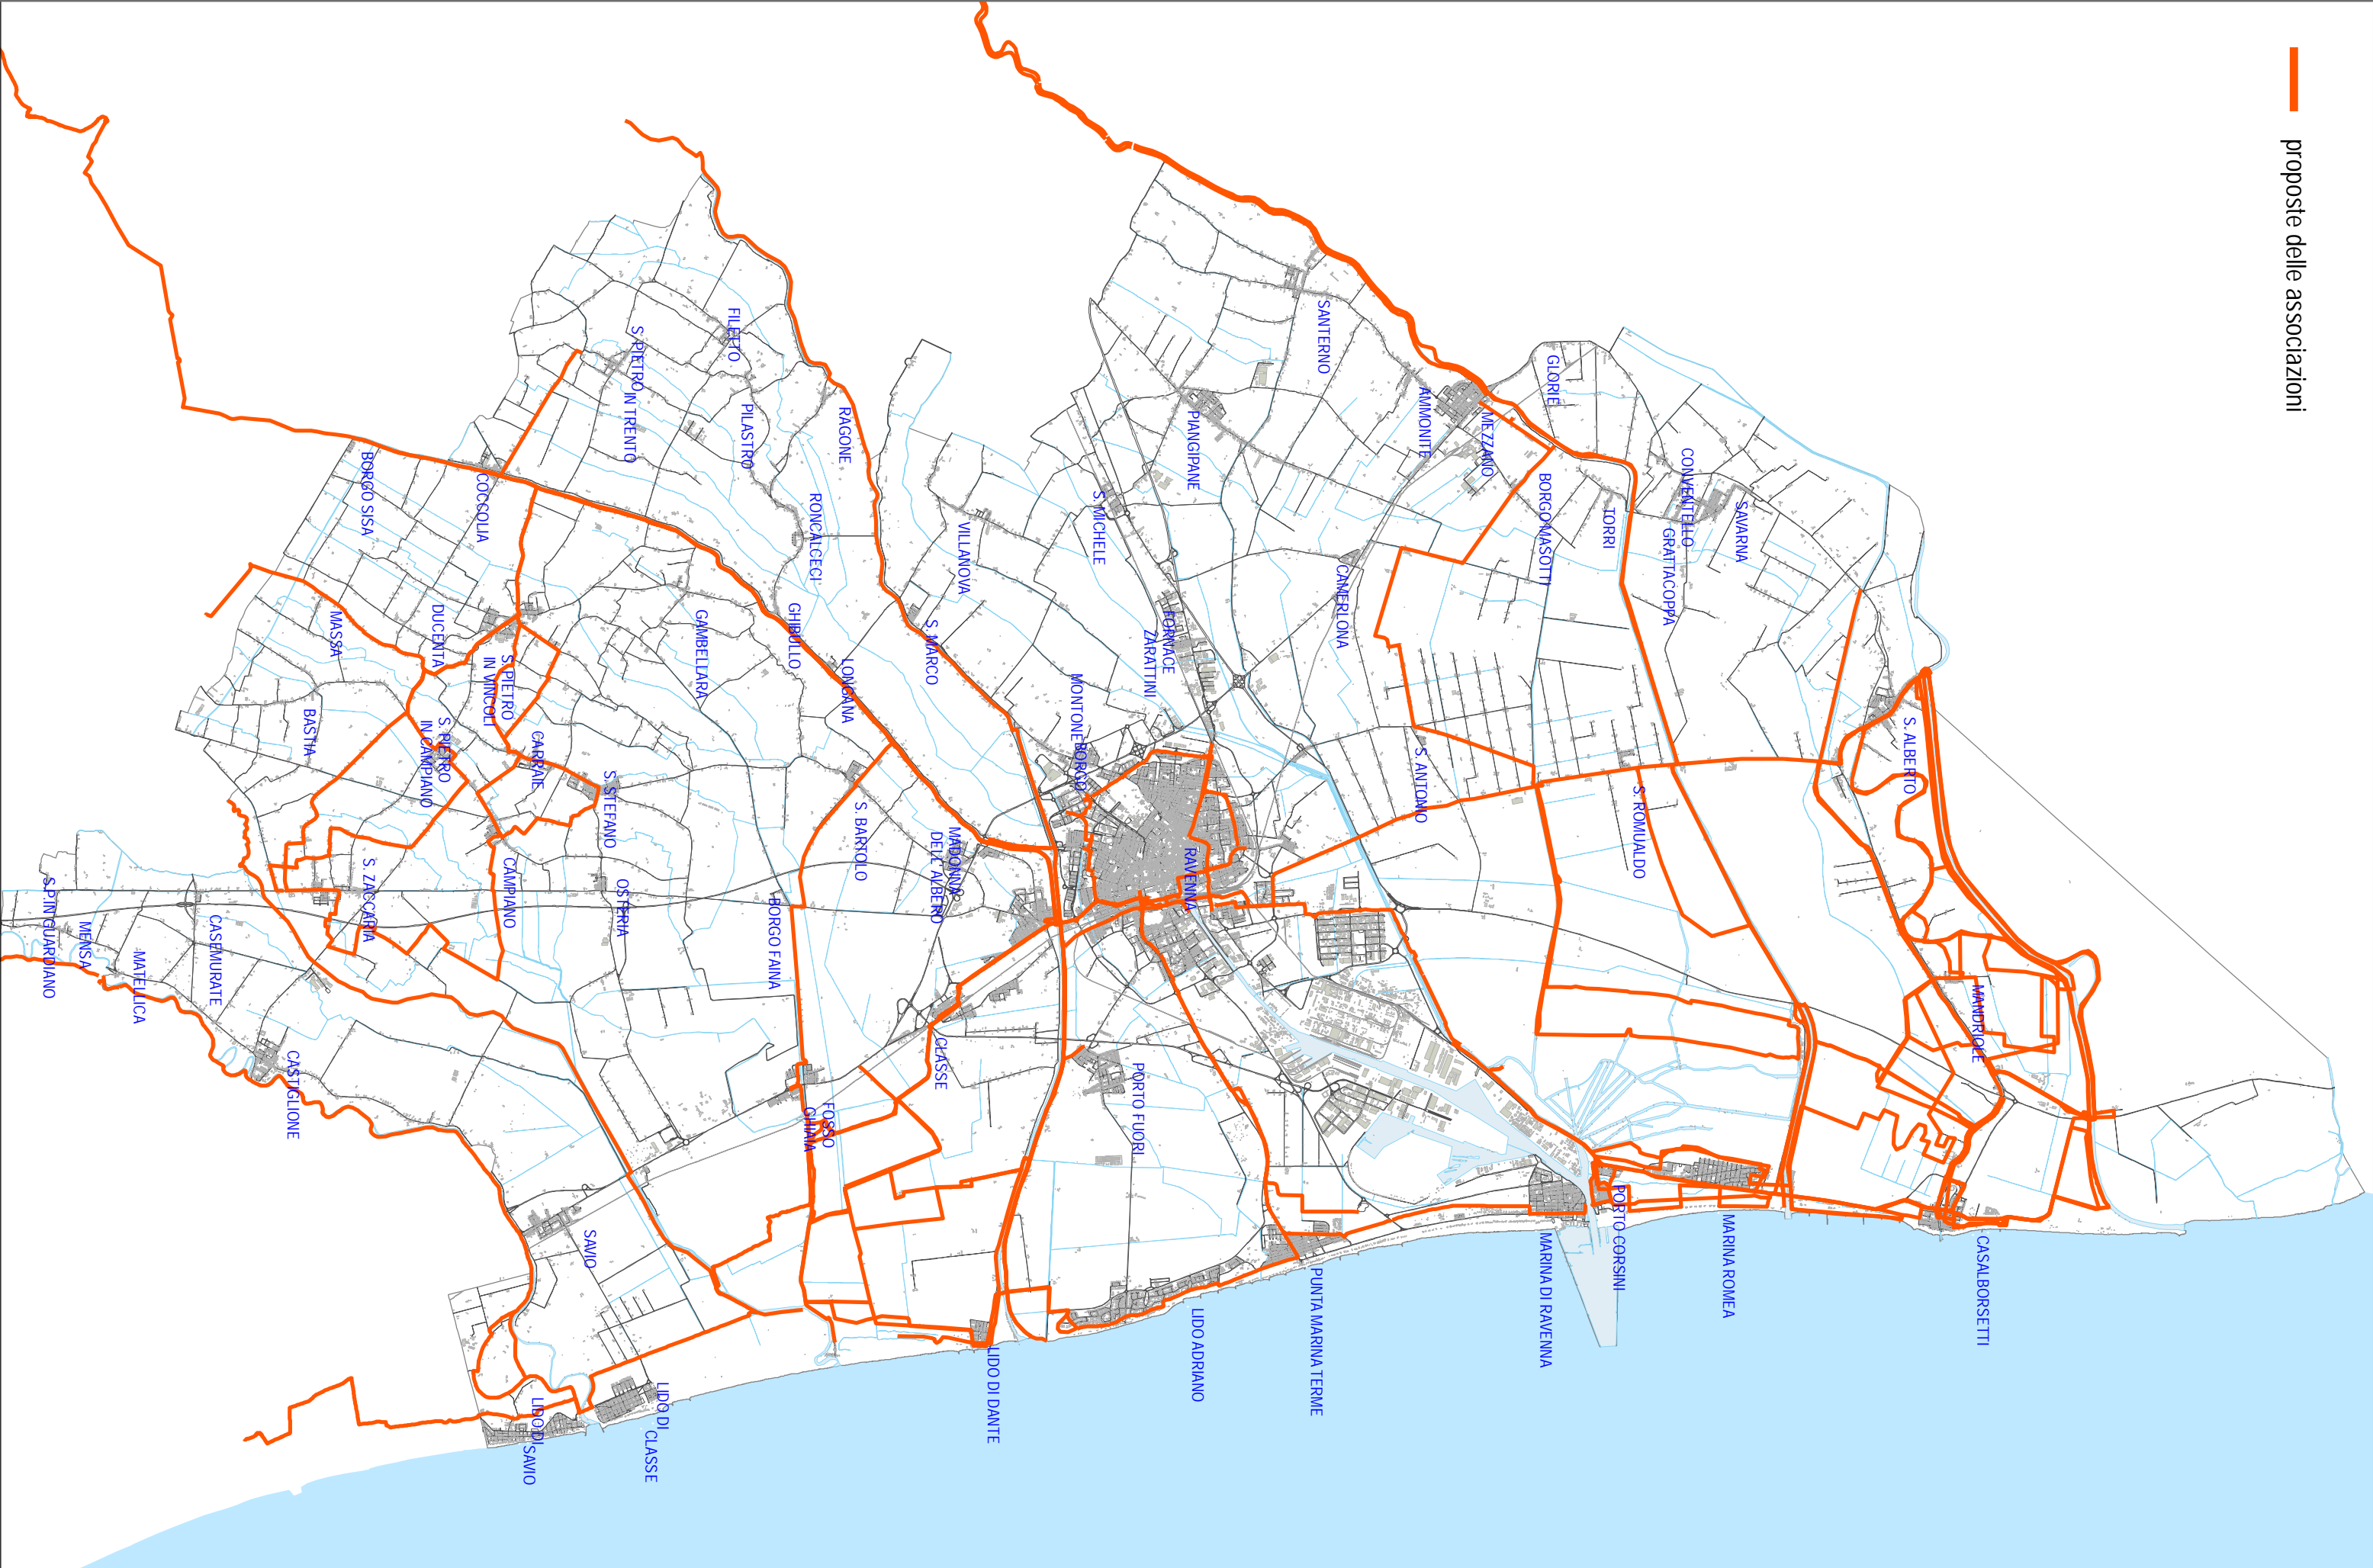 proposte delle associazioni
CASALBORSETTI
MANDRIOLE
S. ALBERTO
MARINA ROMEA
SAVARNA
CONVENTELLO
GRATTACOPPA
S. ROMUALDO
PORTO CORSINI
TORRI
GLORIE
BORGO MASOTTI
MARINA DI RAVENNA
MEZZANO
AMMONITE
S. ANTONIO
SANTERNO
CAMERLONA
PUNTA MARINA TERME
PIANGIPANE
RAVENNA
LIDO ADRIANO
FORNACE
ZARATTINI
PORTO FUORI
S. MICHELE
BORGO
MONTONE
LIDO DI DANTE
VILLANOVA
MADONNA
DELL'ALBERO
CLASSE
S. MARCO
RAGONE
LONGANA
S. BARTOLO
FOSSO
GHIAIA
RONCALCECI
GHIBULLO
BORGO FAINA
PILASTRO
FILETTO
GAMBELLARA
LIDO DI
CLASSE
S. PIETRO IN TRENTO
OSTERIA
S. STEFANO
SAVIO
CARRAIE
LIDO DI
SAVIO
CAMPIANO
S. PIETRO
IN VINCOLI
COCCOLIA
DUCENTA
S. PIETRO
IN CAMPIANO
BORGO SISA
S. ZACCARIA
MASSA
BASTIA
CASTIGLIONE
CASEMURATE
MATELLICA
MENSA
S.P.IN GUARDIANO